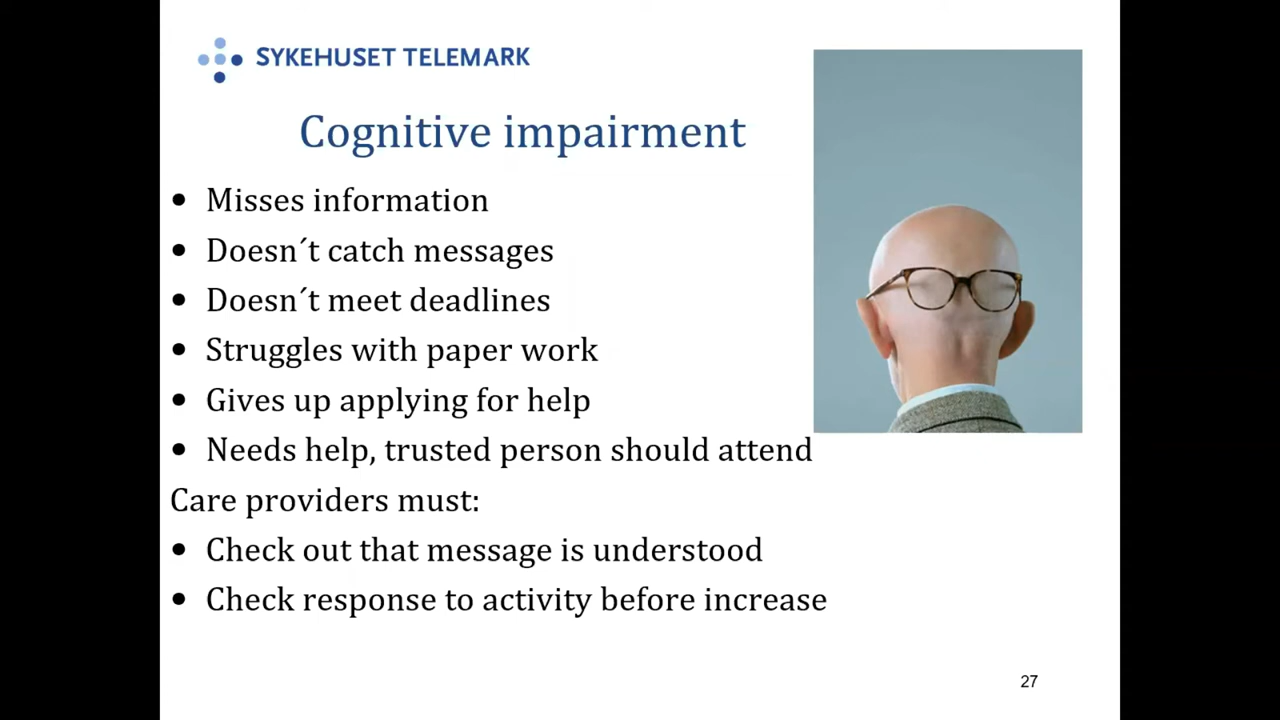 SYKEHUSET TELEMARK
Cognitive impairment
• Misses information
• Doesn´t catch messages
• Doesn´t meet deadlines
• Struggles with paper work
• Gives up applying for help
• Needs help, trusted person should attend
Care providers must:
• Check out that message is understood
• Check response to activity before increase
27